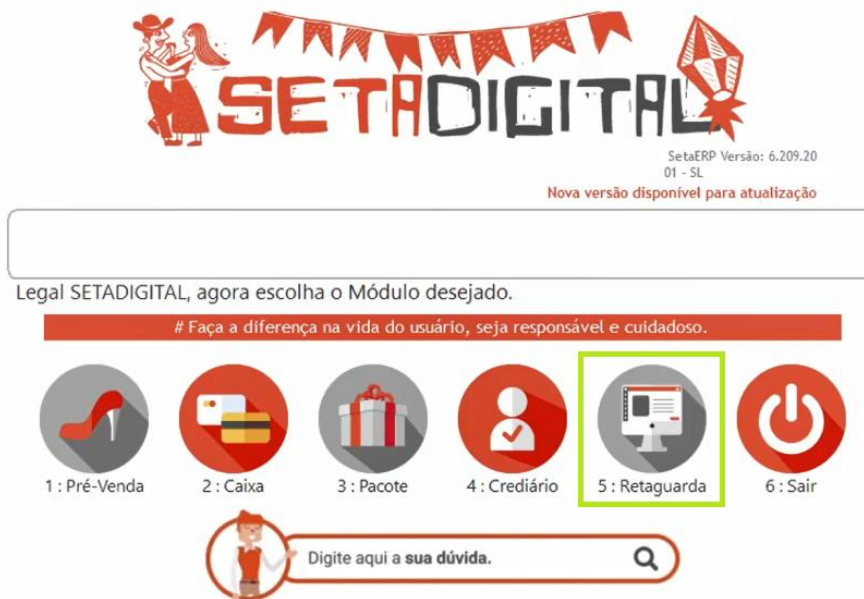 SETADIGITAL
SetaERP Versão: 6.209.20
01 - SL
Nova versão disponível para atualização
Legal SETADIGITAL, agora escolha o Módulo desejado.
# Faça a diferença na vida do usuário, seja responsável e cuidadoso.
1 : Pré-Venda
2 : Caixa
3 : Pacote
4 : Crediário
5 : Retaguarda
6 : Sair
Digite aqui a sua dúvida.